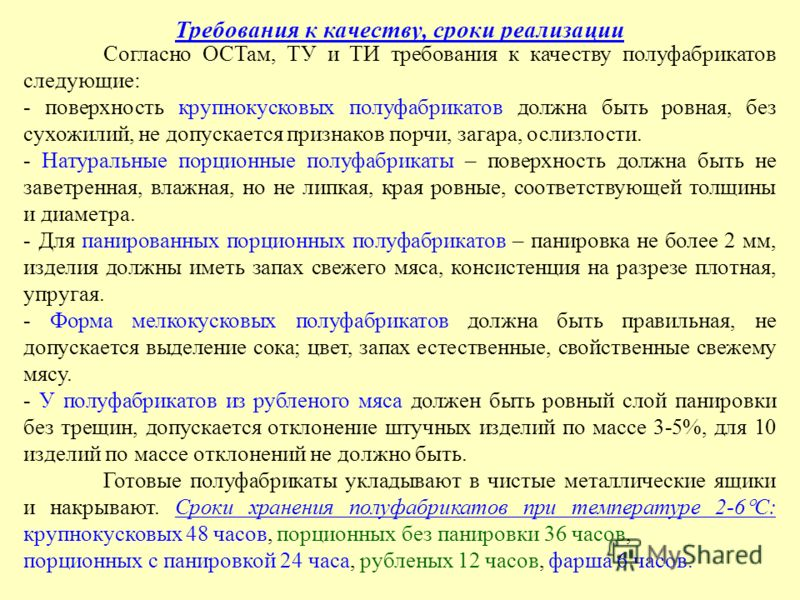 Требования к качеству, сроки реализации
Согласно ОСТам, ТУ и ТИ требования к качеству полуфабрикатов
следующие:
- поверхность крупнокусковых полуфабрикатов должна быть ровная, без
сухожилий, не допускается признаков порчи, загара, ослизлости.
- Натуральные порционные полуфабрикаты – поверхность должна быть не
заветренная, влажная, но не липкая, края ровные, соответствующей толщины
и диаметра.
- Для панированных порционных полуфабрикатов – панировка не более 2 мм,
изделия должны иметь запах свежего мяса, консистенция на разрезе плотная,
упругая.
- Форма мелкокусковых полуфабрикатов должна быть правильная, не
допускается выделение сока; цвет, запах естественные, свойственные свежему
мясу.
- У полуфабрикатов из рубленого мяса должен быть ровный слой панировки
без трещин, допускается отклонение штучных изделий по массе 3-5%, для 10
изделий по массе отклонений не должно быть.
Готовые полуфабрикаты укладывают в чистые металлические ящики
и накрывают. Сроки хранения полуфабрикатов при температуре 2-6°С:
крупнокусковых 48 часов, порционных без панировки 36 часов,
порционных с панировкой 24 часа, рубленых 12 часов, фарша 6 часов.
MyShared